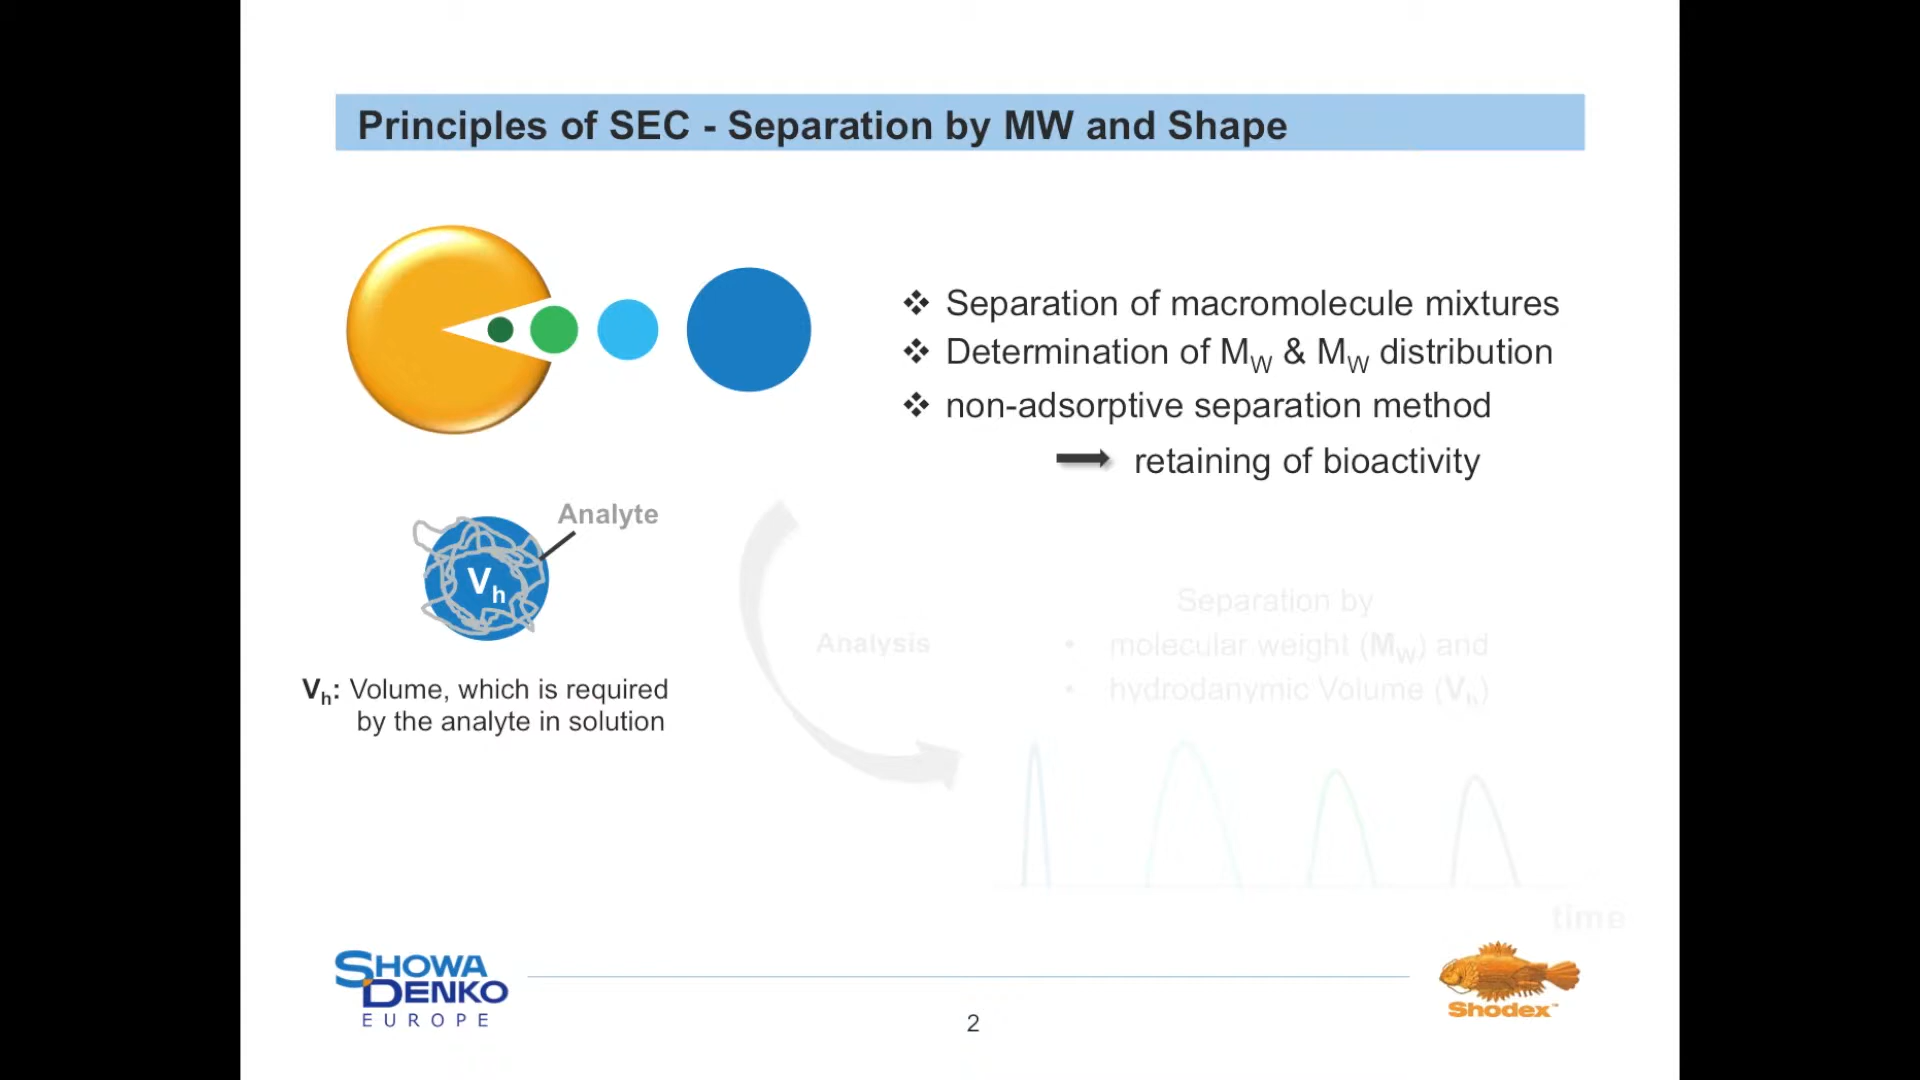 Principles of SEC - Separation by MW and Shape
❖ Separation of macromolecule mixtures
❖ Determination of MW & MW distribution
❖ non-adsorptive separation method
retaining of bioactivity
Analyte
Vh
Vh: Volume, which is required
by the analyte in solution
Analysis
Separation by
• molecular weight (MW) and
• hydrodanymic Volume (Vh)
time
SHOWA
DENKO
EUROPE
2
Shodex™